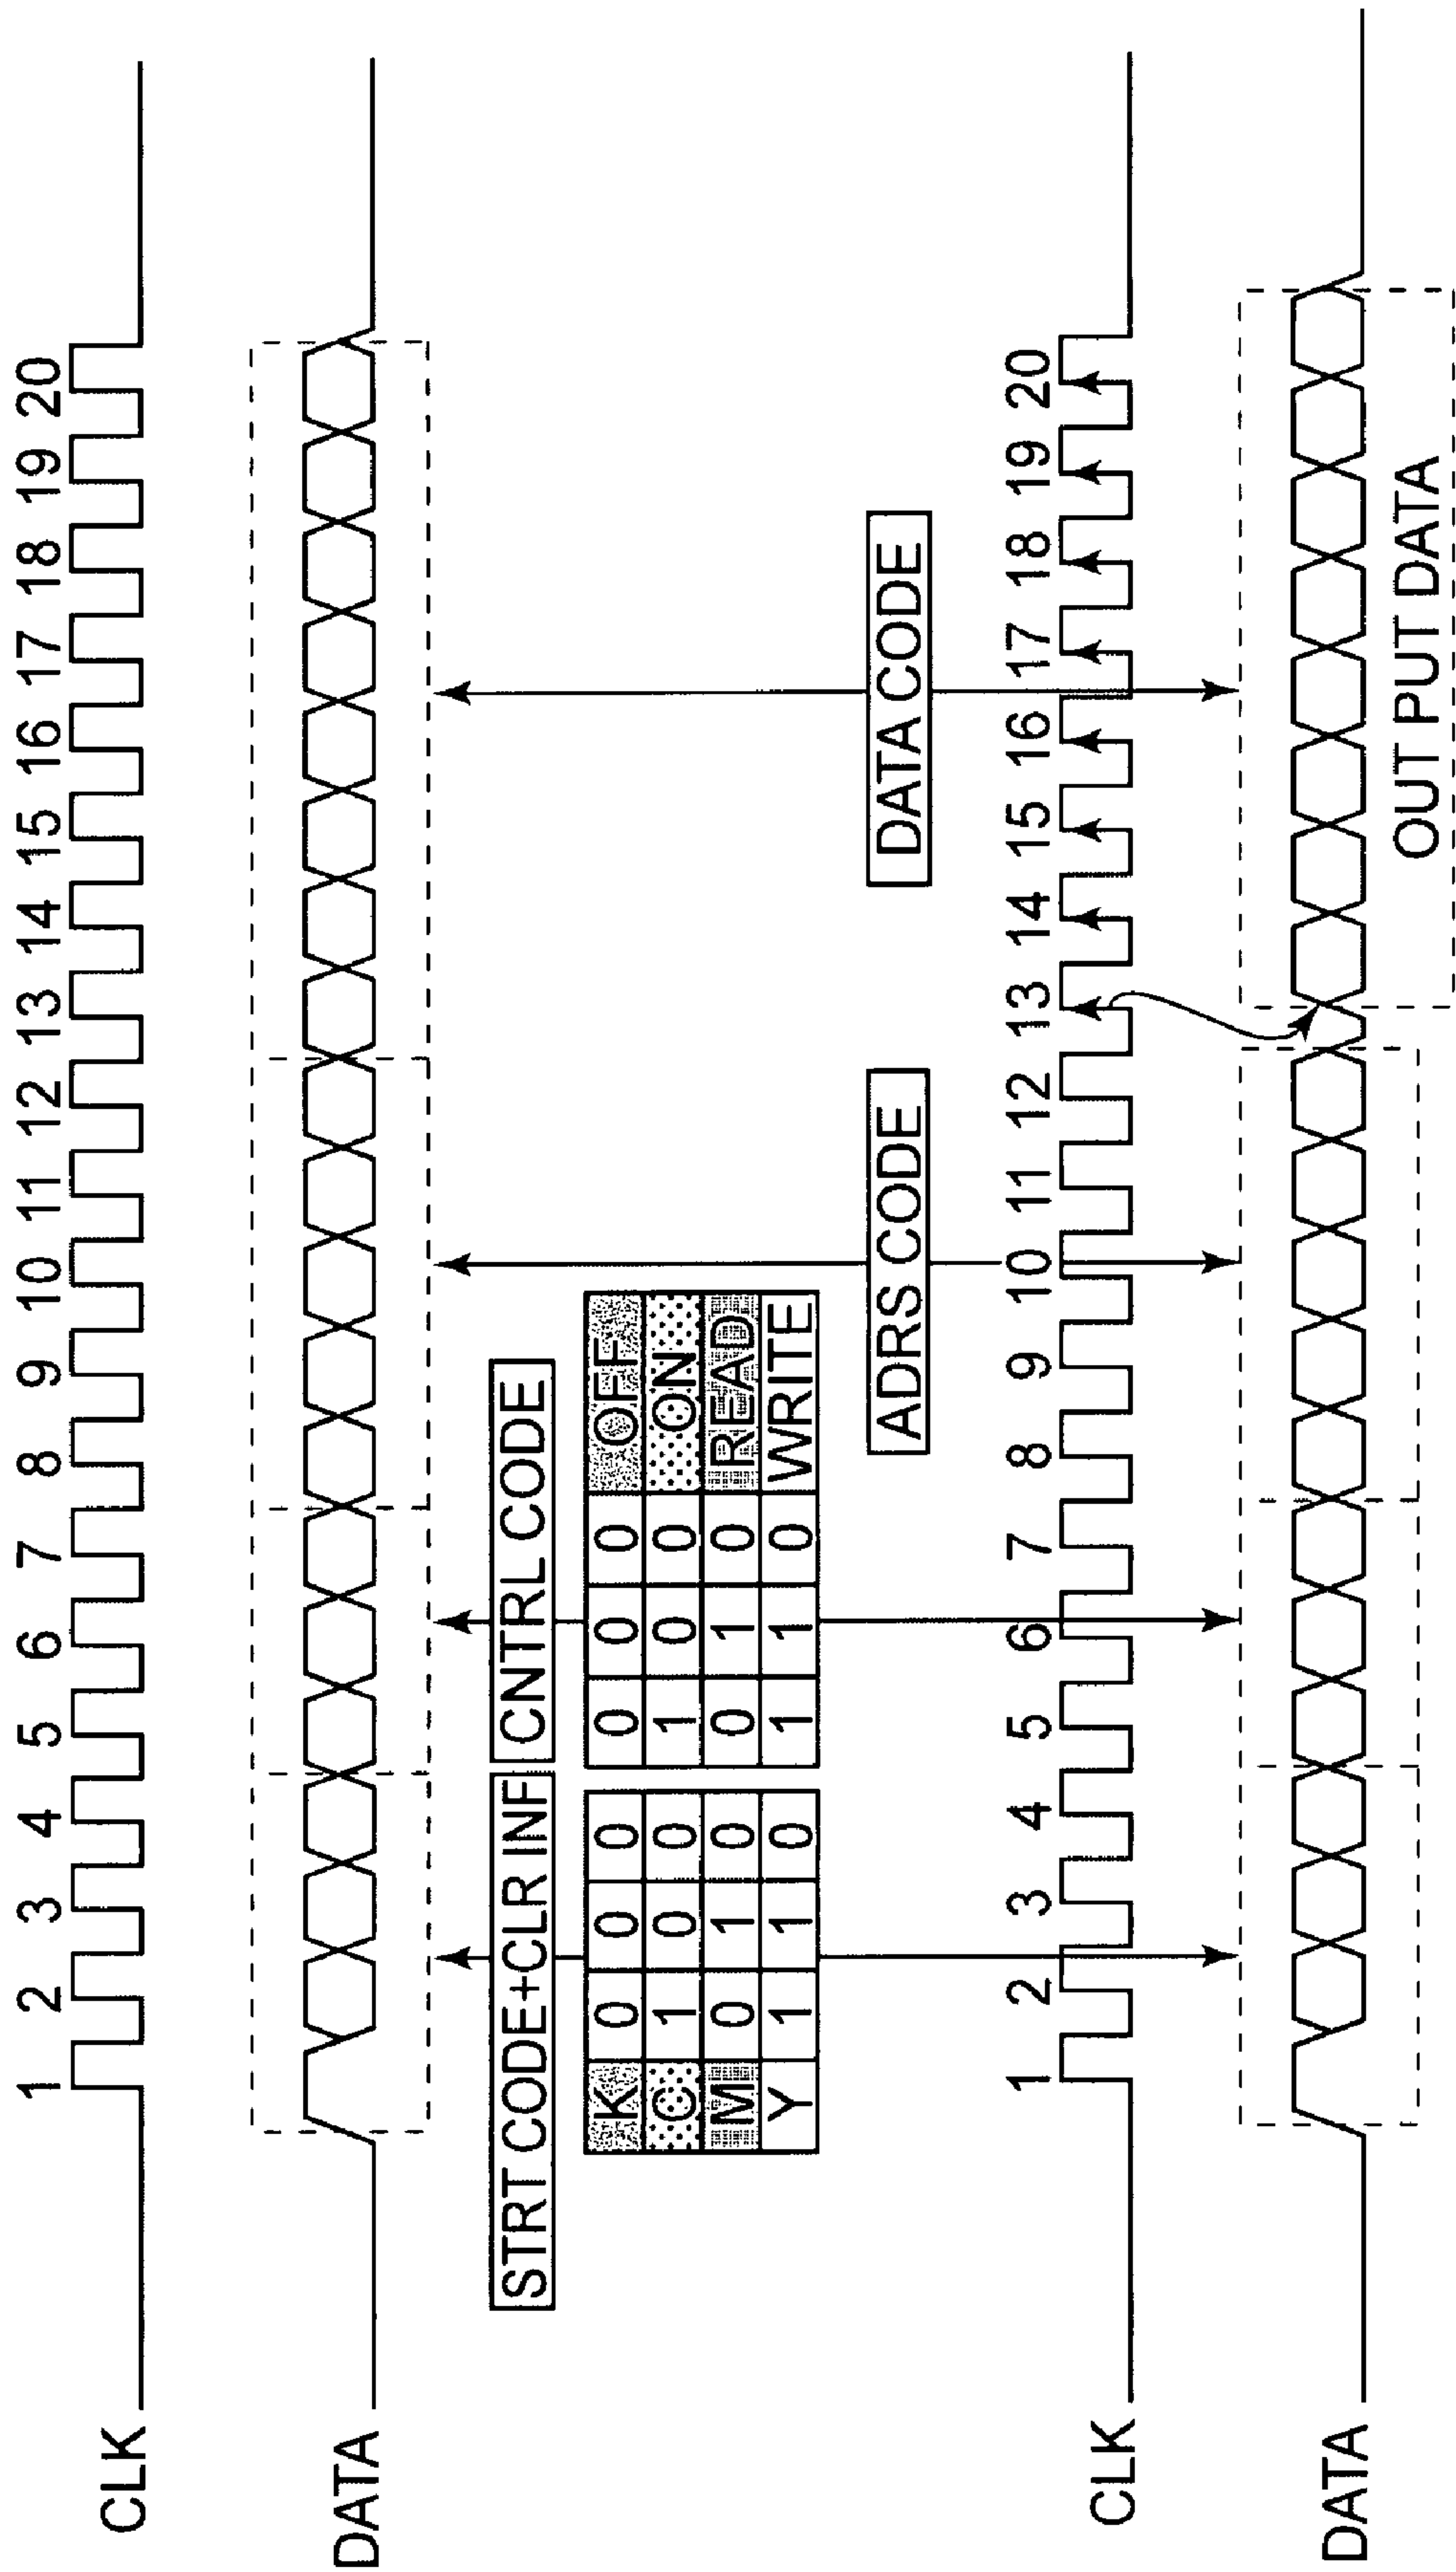 1 2 3 4 5 6 7 8 9 10 11 12 13 14 15 16 17 18 19 20
CLK
DATA
STRT CODE+CLR INF
CNTRL CODE
K 0 0 0
C 1 0 0
M 0 1 0
Y 1 1 0
0 0 0 OFF
1 0 0 ON
0 1 0 READ
1 1 0 WRITE
ADRS CODE
DATA CODE
1 2 3 4 5 6 7 8 9 10 11 12 13 14 15 16 17 18 19 20
CLK
DATA
OUT PUT DATA